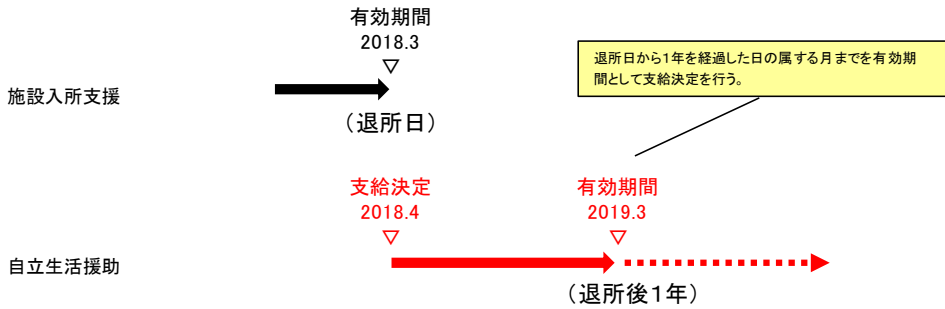 有効期間
2018.3
▽
退所日から1年を経過した日の属する月までを有効期
間として支給決定を行う。
施設入所支援
(退所日)
支給決定
2018.4
▽
有効期間
2019.3
▽
自立生活援助
(退所後1年)